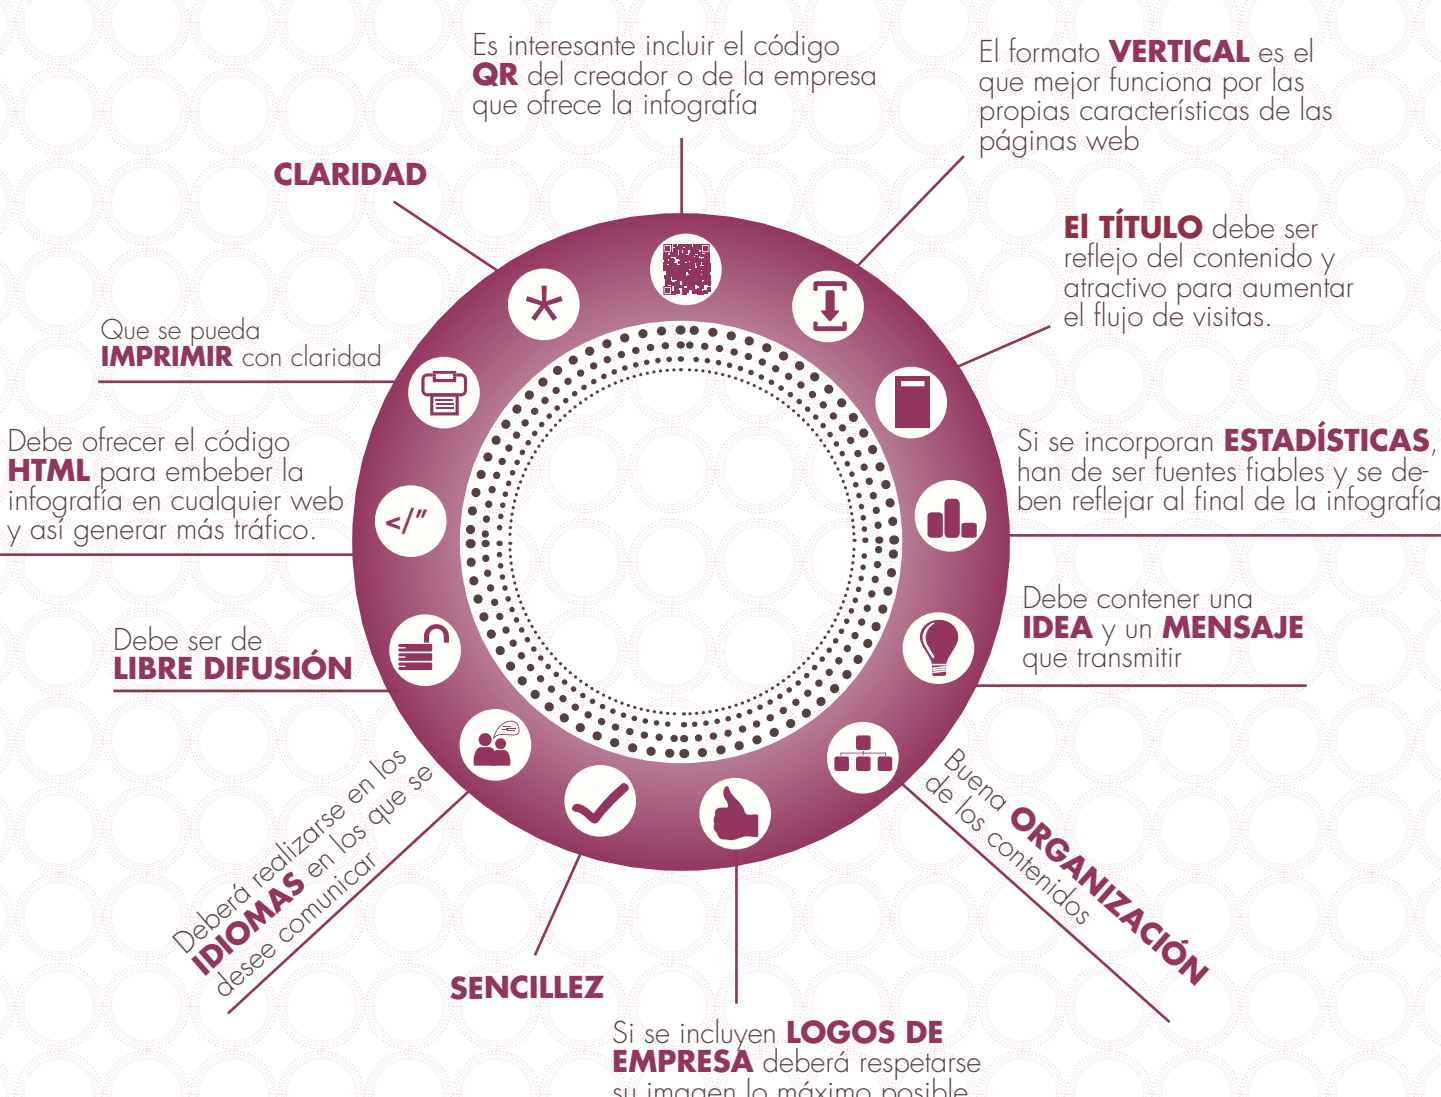 Es interesante incluir el código
QR del creador o de la empresa
que ofrece la infografía
El formato VERTICAL es el
que mejor funciona por las
propias características de las
páginas web
El TÍTULO debe ser
reflejo del contenido y
atractivo para aumentar
el flujo de visitas.
Si se incorporan ESTADÍSTICAS,
han de ser fuentes fiables y se de-
ben reflejar al final de la infografía
Debe contener una
IDEA y un MENSAJE
que transmitir
Buena ORGANIZACIÓN
de los contenidos
Si se incluyen LOGOS DE
EMPRESA deberá respetarse
su imagen lo máximo posible
SENCILLEZ
Deberá realizarse en los
IDIOMAS en los que se
desee comunicar
Debe ser de
LIBRE DIFUSIÓN
Debe ofrecer el código
HTML para embeber la
infografía en cualquier web
y así generar más tráfico.
</"
Que se pueda
IMPRIMIR con claridad
CLARIDAD